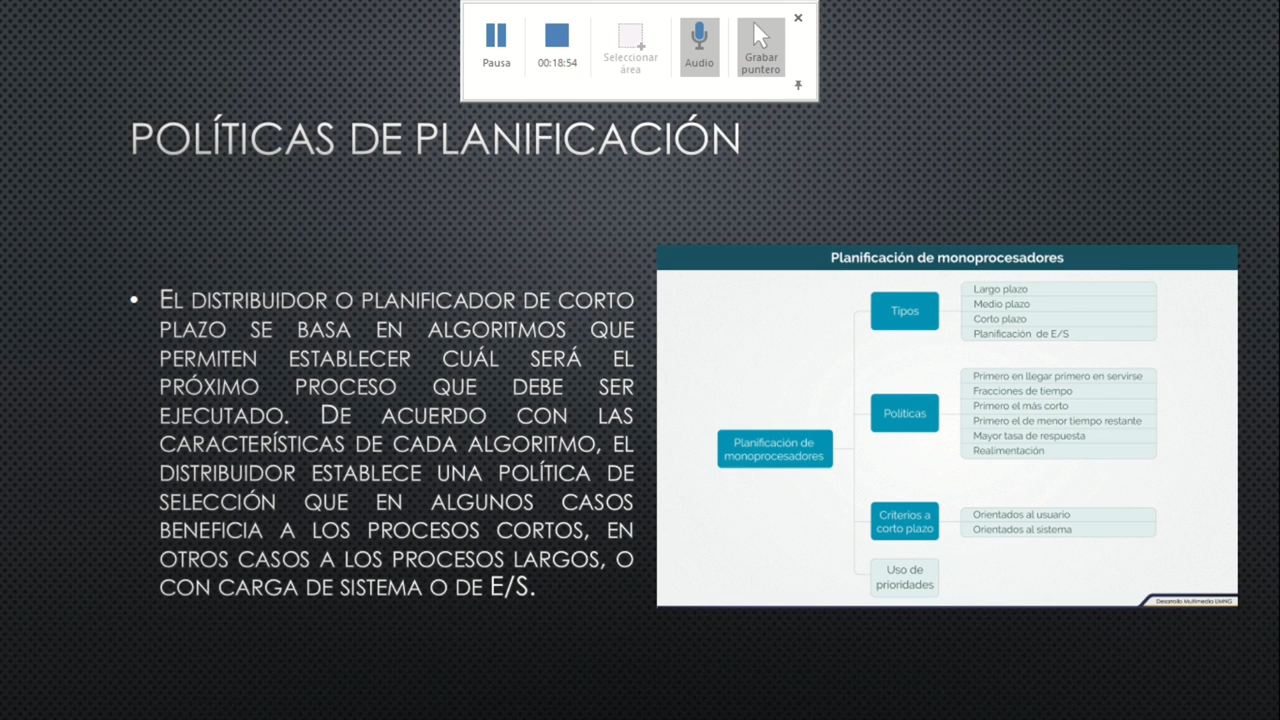 Pausa
00:18:54
Seleccionar
área
Audio
Grabar
puntero
POLÍTICAS DE PLANIFICACIÓN
• EL DISTRIBUIDOR O PLANIFICADOR DE CORTO
PLAZO SE BASA EN ALGORITMOS QUE
PERMITEN ESTABLECER CUÁL SERÁ EL
PRÓXIMO PROCESO QUE DEBE SER
EJECUTADO. DE ACUERDO CON LAS
CARACTERÍSTICAS DE CADA ALGORITMO, EL
DISTRIBUIDOR ESTABLECE UNA POLÍTICA DE
SELECCIÓN QUE EN ALGUNOS CASOS
BENEFICIA A LOS PROCESOS CORTOS, EN
OTROS CASOS A LOS PROCESOS LARGOS, O
CON CARGA DE SISTEMA O DE E/S.
Planificación de monoprocesadores
Planificación de
monoprocesadores
Tipos
Largo plazo
Medio plazo
Corto plazo
Planificación de E/S
Políticas
Primero en llegar primero en servirse
Fracciones de tiempo
Primero el más corto
Primero el de menor tiempo restante
Mayor tasa de respuesta
Realimentación
Criterios a
corto plazo
Orientados al usuario
Orientados al sistema
Uso de
prioridades
Desarrollo Multimedia UMNG